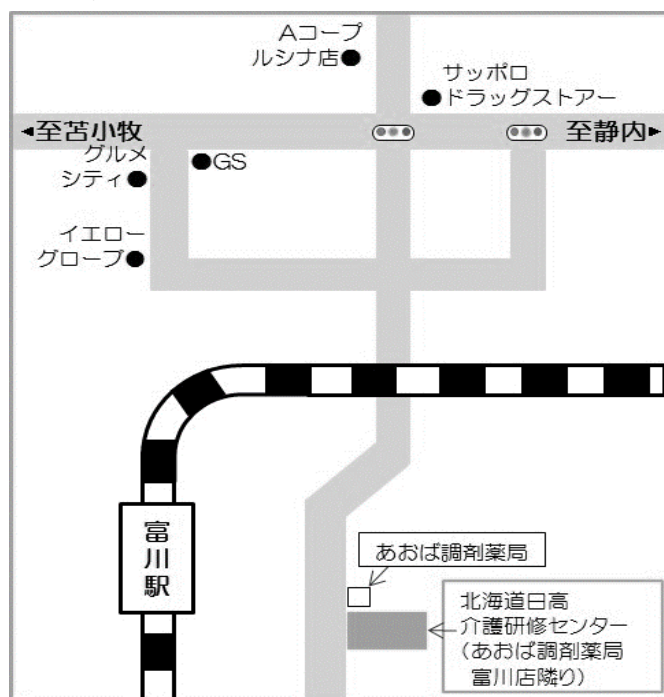 Aコープ
ルシナ店●
サッポロ
●ドラッグストアー
◂至苫小牧
至静内▸
グルメ
シティ●
●GS
イエロー
グローブ●
富川駅
あおば調剤薬局
北海道日高
介護研修センター
(あおば調剤薬局
富川店隣り)